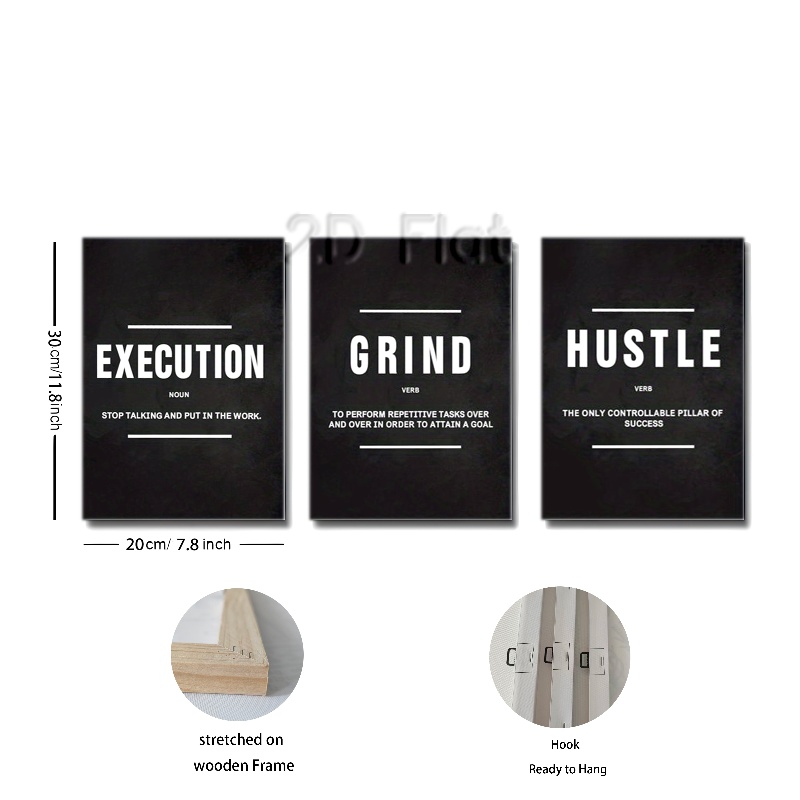 2D Flat
30cm/11.8inch
EXECUTION
NOUN
STOP TALKING AND PUT IN THE WORK.
GRIND
VERB
TO PERFORM REPETITIVE TASKS OVER
AND OVER IN ORDER TO ATTAIN A GOAL
HUSTLE
VERB
THE ONLY CONTROLLABLE PILLAR OF
SUCCESS
20cm/ 7.8 inch
stretched on
wooden Frame
Hook
Ready to Hang